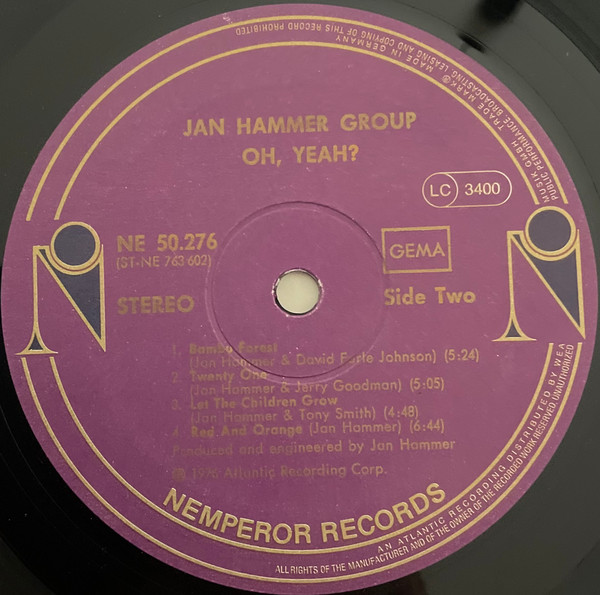 JAN HAMMER GROUP
OH, YEAH?
LC 3400
NE 50.276
(ST-NE 763 602)
GEMA
STEREO
Side Two
1. Bambo Forest
(Jan Hammer & David Earle Johnson) (5:24)
2. Twenty One
(Jan Hammer & Jerry Goodman) (5:05)
3. Let The Children Grow
(Jan Hammer & Tony Smith) (4:48)
4. Red And Orange (Jan Hammer) (6:44)
Produced and engineered by Jan Hammer
℗ 1976 Atlantic Recording Corp.
NEMPEROR RECORDS
AN ATLANTIC RECORDING DISTRIBUTED BY WEA
MUSIK GMBH TRADE MARK® MADE IN GERMANY
ALL RIGHTS OF THE MANUFACTURER AND OF THE OWNER OF THE RECORDED WORK RESERVED. UNAUTHORIZED
PUBLIC PERFORMANCE, BROADCASTING, LEASING AND COPYING OF THIS RECORD PROHIBITED